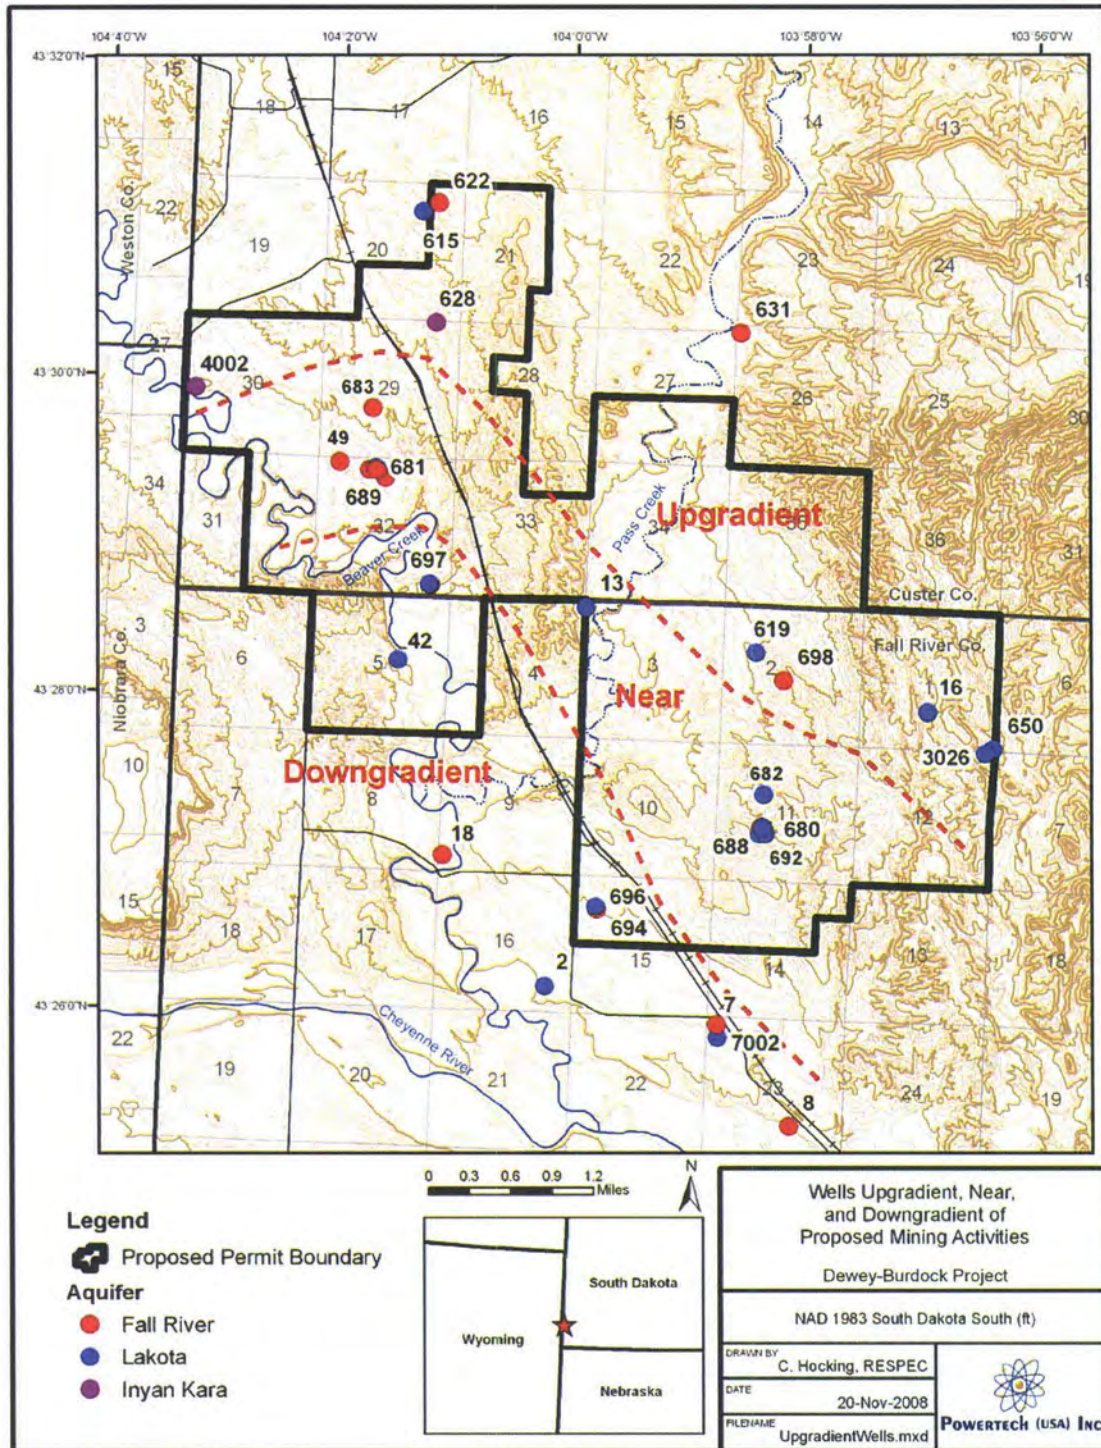 104°4'0"W 104°2'0"W 104°0'0"W 103°58'0"W 103°56'0"W
43°32'0"N
15 18 17 16 15 14 13
Weston Co.
22 19 20 21 22 23 24 19
622
615
628
631
27 30 29 28 27 26 25 30
43°30'0"N
4002
683
49
681
689
34 31 32 33 34 35 36 31
Pass Creek
Upgradient
Beaver Creek
697
13
Custer Co.
Fall River Co.
Niobrara Co.
3 6 5 4 3 2 1 6
42
619
698
16
650
3026
43°28'0"N
Near
Downgradient
10 7 8 9 10 11 12 7
682
680
688
692
18
696
694
15 18 17 16 15 14 13 18
2
7
7002
43°26'0"N
Cheyenne River
22 19 20 21 22 23 24 19
8
0 0.3 0.6 0.9 1.2
Miles
N
Legend
Proposed Permit Boundary
Aquifer
Fall River
Lakota
Inyan Kara
South Dakota
Wyoming
Nebraska
Wells Upgradient, Near,
and Downgradient of
Proposed Mining Activities
Dewey-Burdock Project
NAD 1983 South Dakota South (ft)
DRAWN BY
C. Hocking, RESPEC
DATE
20-Nov-2008
FILENAME
UpgradientWells.mxd
POWERTECH (USA) INC